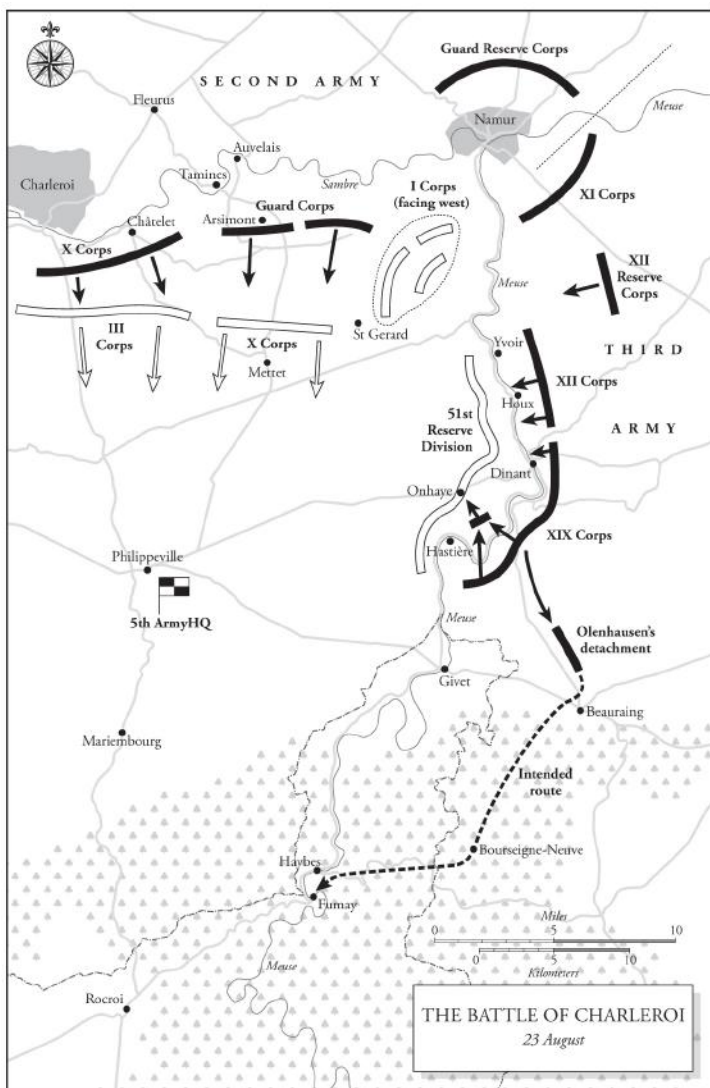 Guard Reserve Corps
SECOND ARMY
Fleurus
Meuse
Namur
Auvelais
Charleroi
Tamines
Sambre
I Corps
(facing west)
XI Corps
Guard Corps
Arsimont
Châtelet
X Corps
XII
Reserve
Corps
Meuse
III
Corps
X Corps
St Gerard
Yvoir
THIRD
Mettet
XII Corps
51st
Reserve
Division
Houx
ARMY
Dinant
Onhaye
XIX Corps
Hastière
Philippeville
5th ArmyHQ
Meuse
Olenhausen's
detachment
Givet
Beauraing
Mariembourg
Intended
route
Bourseigne-Neuve
Haybes
Fumay
Miles
0 5 10
0 5 10
Kilometers
Meuse
Rocroi
THE BATTLE OF CHARLEROI
23 August